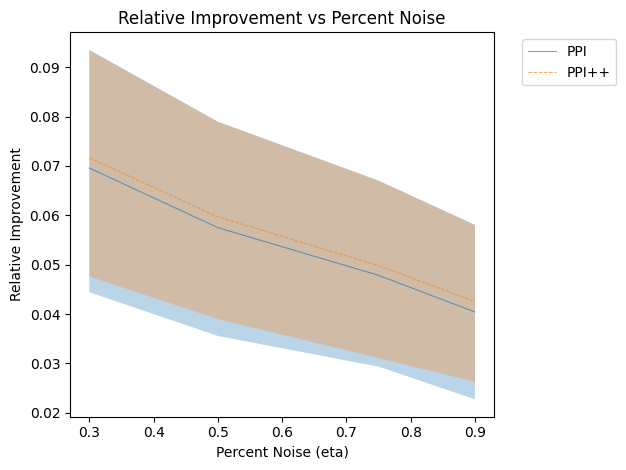 Relative Improvement vs Percent Noise
PPI
PPI++
Relative Improvement
0.09
0.08
0.07
0.06
0.05
0.04
0.03
0.02
0.3 0.4 0.5 0.6 0.7 0.8 0.9
Percent Noise (eta)